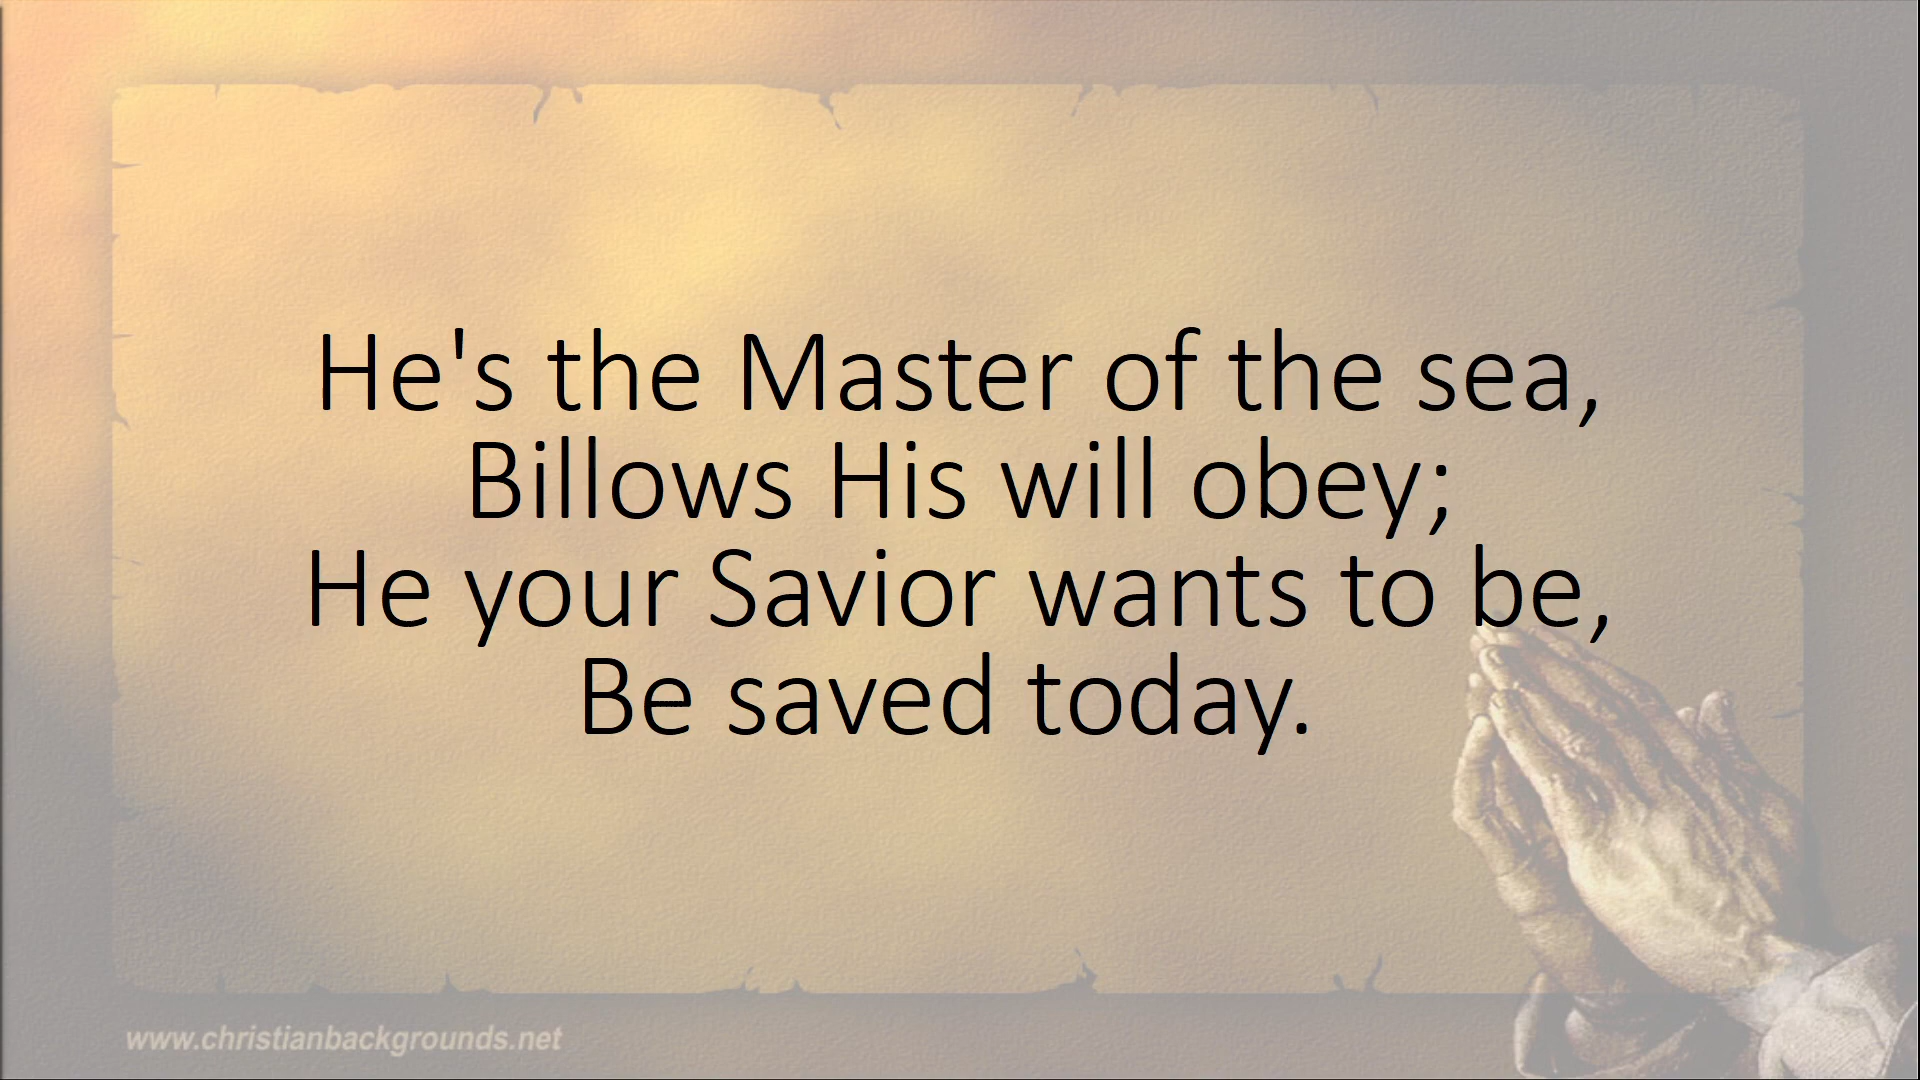 He's the Master of the sea,
Billows His will obey;
He your Savior wants to be,
Be saved today.
www.christianbackgrounds.net